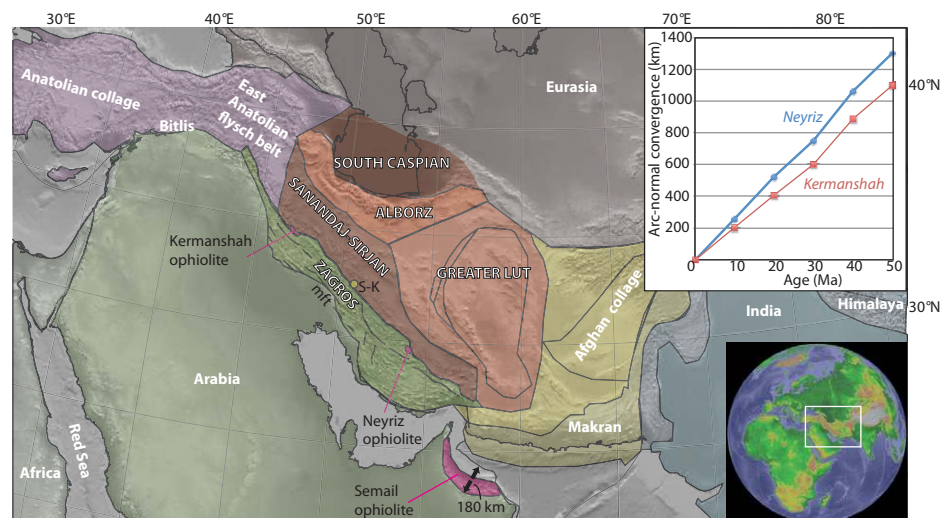 30°E
40°E
50°E
60°E
70°E
80°E
40°N
30°N
Anatolian collage
East
Anatolian
flysch belt
Bitlis
Eurasia
SOUTH CASPIAN
ALBORZ
SANANDAJ-SIRJAN
GREATER LUT
Kermanshah
ophiolite
ZAGROS
mft
S-K
Afghan collage
India
Himalaya
Arabia
Neyriz
ophiolite
Makran
Red Sea
Africa
Semail
ophiolite
180 km
Arc-normal convergence (km)
1400
1200
1000
800
600
400
200
Neyriz
Kermanshah
0
10
20
30
40
50
Age (Ma)